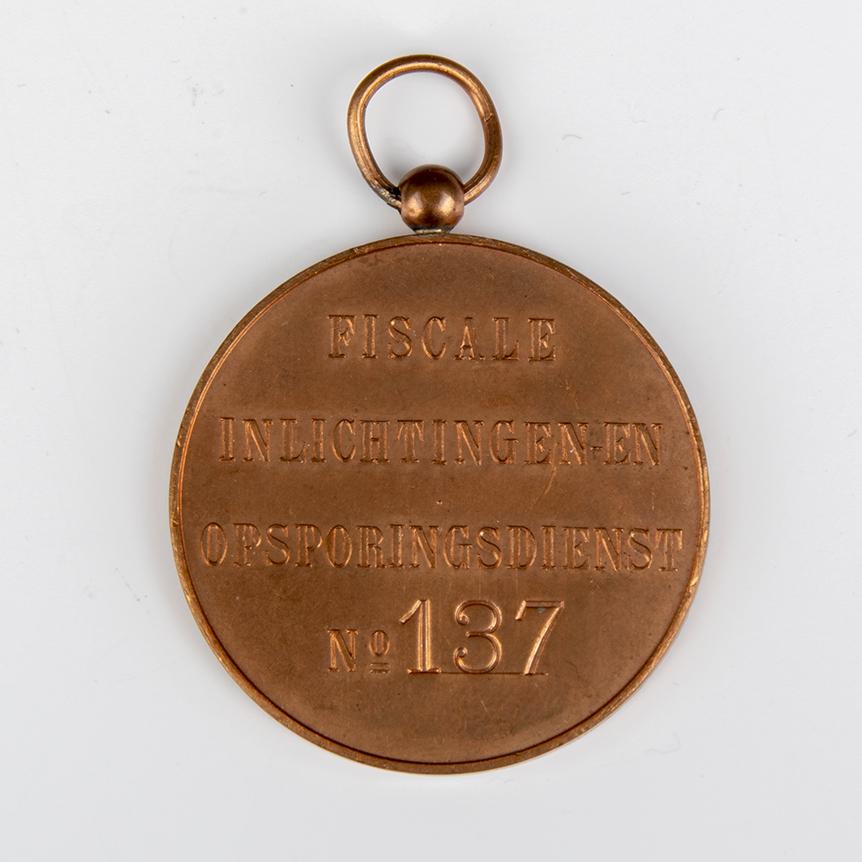 FISCALE
INLICHTINGEN-EN
OPSPORINGSDIENST
Nº 137